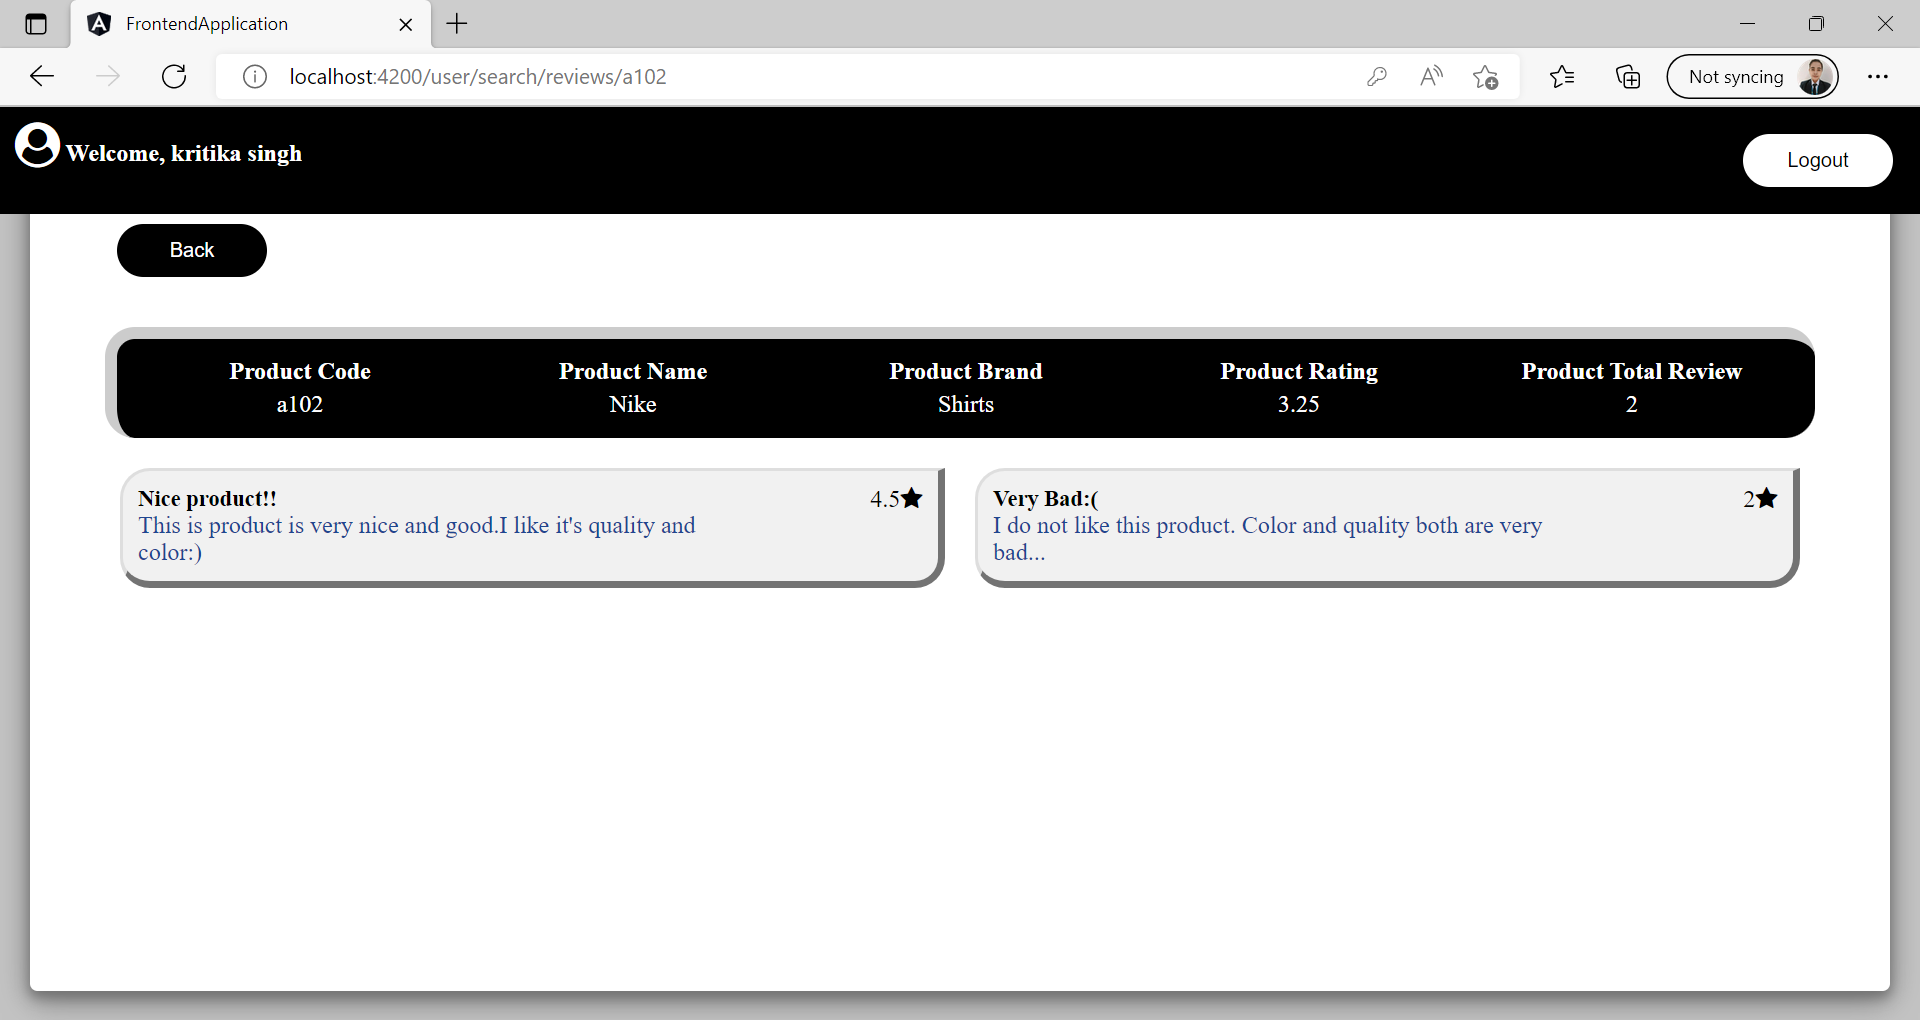 FrontendApplication
localhost:4200/user/search/reviews/a102
Not syncing
Welcome, kritika singh
Logout
Back
Product Code Product Name Product Brand Product Rating Product Total Review
a102 Nike Shirts 3.25 2
Nice product!! 4.5
This is product is very nice and good.I like it's quality and
color:)
Very Bad:( 2
I do not like this product. Color and quality both are very
bad...